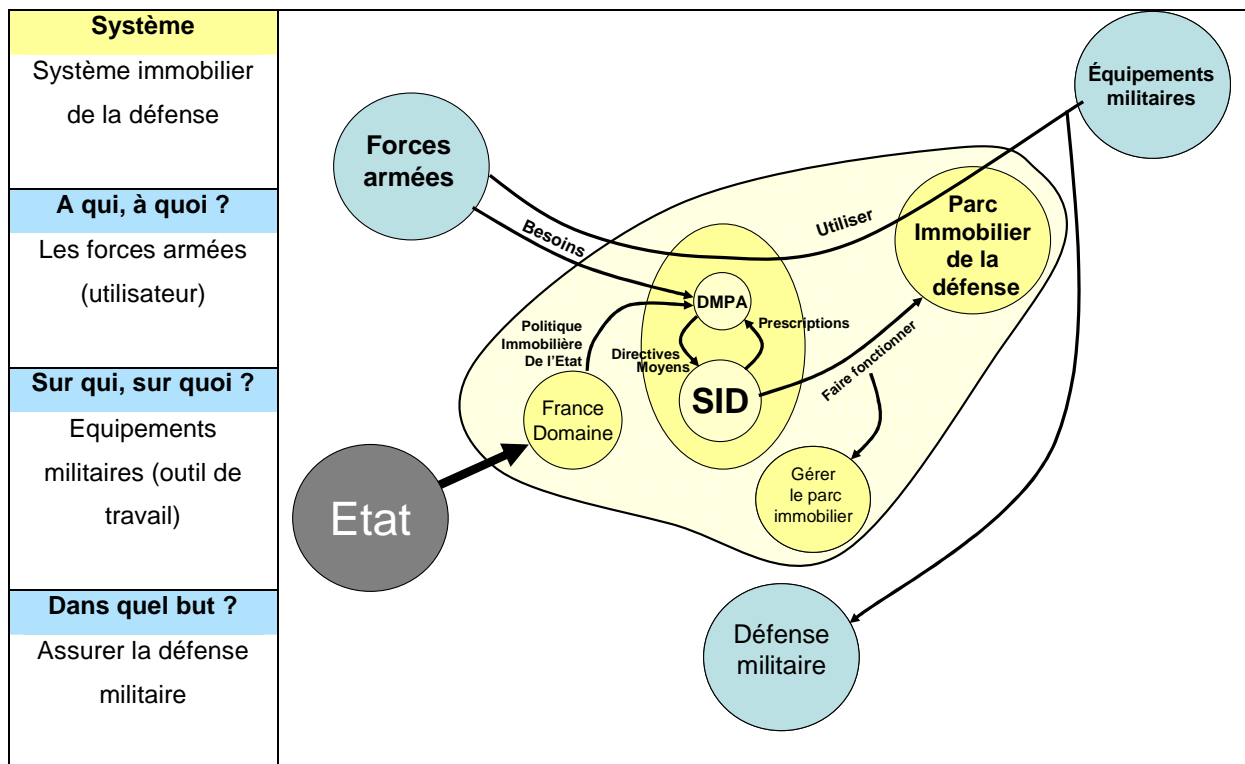 Système
Système immobilier
de la défense
A qui, à quoi ?
Les forces armées
(utilisateur)
Sur qui, sur quoi ?
Equipements
militaires (outil de
travail)
Dans quel but ?
Assurer la défense
militaire
Équipements
militaires
Forces
armées
Besoins
Utiliser
Parc
Immobilier
de la
défense
DMPA
Prescriptions
Politique
Immobilière
De l'Etat
Directives
Moyens
SID
Faire fonctionner
France
Domaine
Gérer
le parc
immobilier
Etat
Défense
militaire